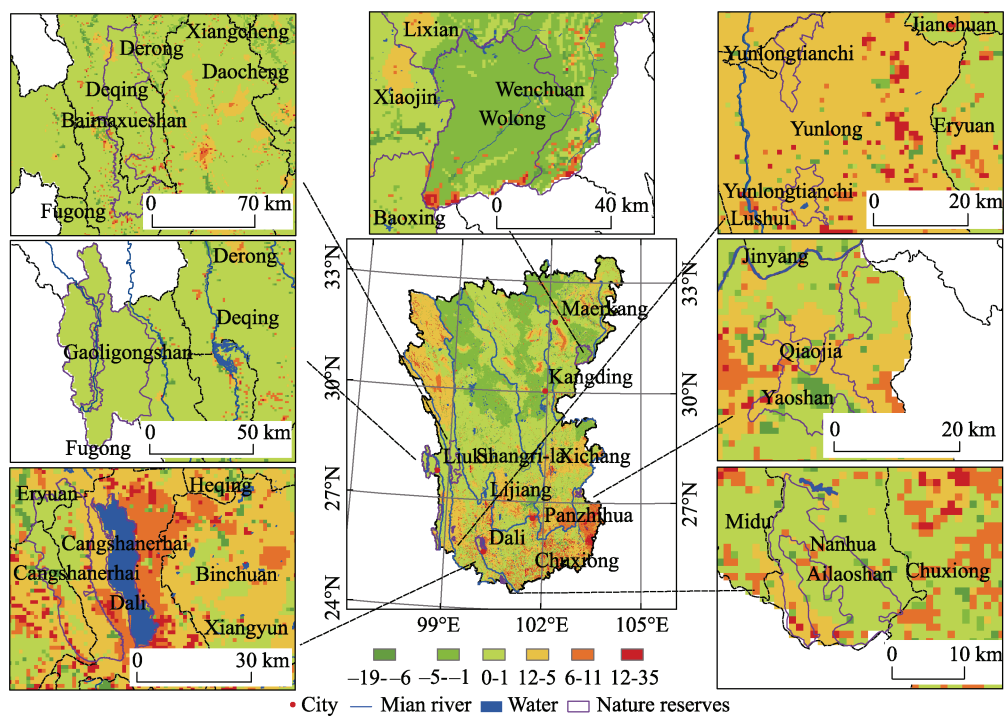 Xiangcheng
Derong
Daocheng
Deqing
Baimaxueshan
Fugong
0 70 km
Lixian
Wenchuan
Xiaojin
Wolong
Baoxing
0 40 km
Jianchuan
Yunlongtianchi
Yunlong
Eryuan
Yunlongtianchi
Lushui
0 20 km
Derong
Deqing
Gaoligongshan
Fugong
0 50 km
33°N
33°N
Maerkang
Kangding
30°N
30°N
Shangri-la
Xichang
Lijiang
27°N
27°N
Panzhihua
Dali
Chuxiong
24°N
99°E 102°E 105°E
Jinyang
Qiaojia
Yaoshan
0 20 km
Eryuan
Heqing
Cangshanerhai
Cangshanerhai
Binchuan
Dali
Xiangyun
0 30 km
Midu
Nanhua
Ailaoshan
Chuxiong
0 10 km
–19-–6 –5-–1 0-1 12-5 6-11 12-35
City Mian river Water Nature reserves